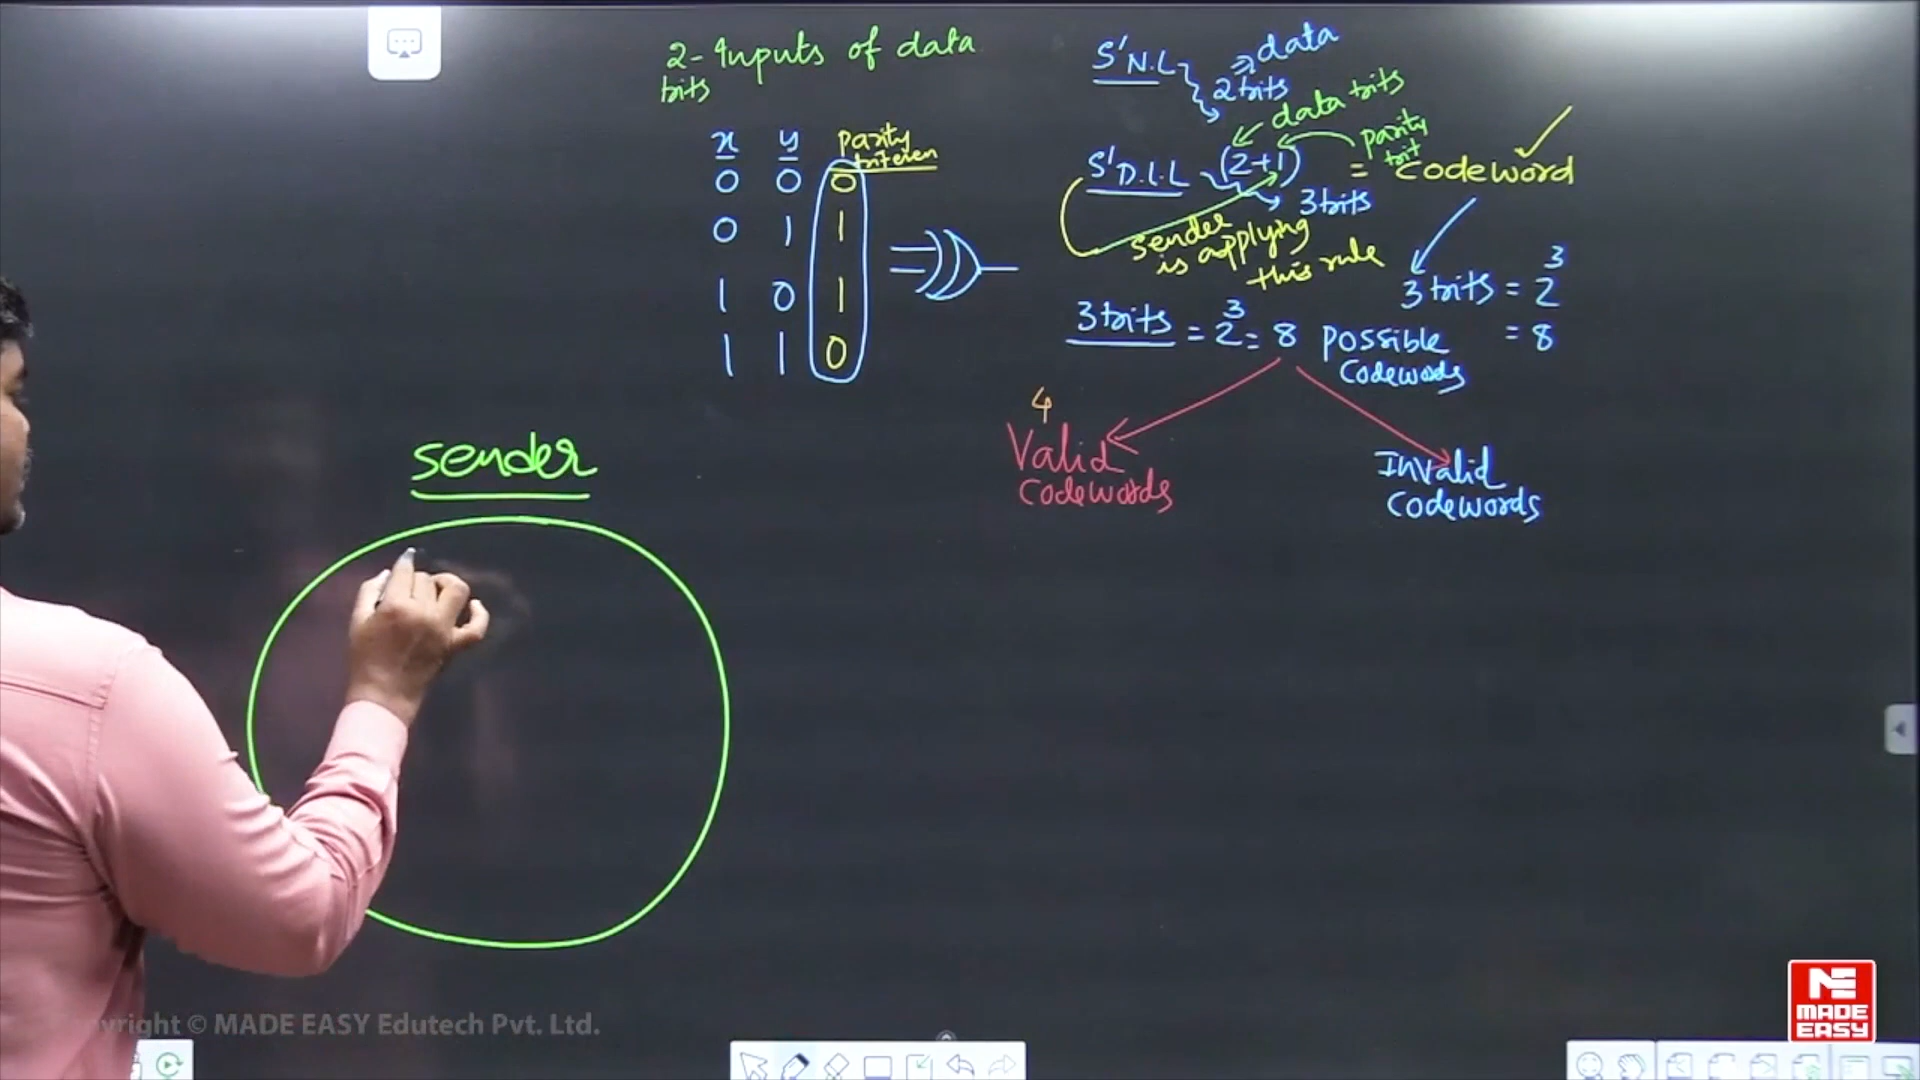 2-Inputs of data
bits
x y parity
criterion
0 0 0
0 1 1
1 0 1
1 1 0
S'N.L
⇒ data
2 bits
data bits
S'D.L.L (2+1) parity
bit
= codeword
3 bits
sender
is applying
this rule
3 bits = 2^3
= 8
3 bits = 2^3 = 8 possible
codewords
4
Valid
codewords
Invalid
codewords
sender
pyright © MADE EASY Edutech Pvt. Ltd.
ME
MADE
EASY